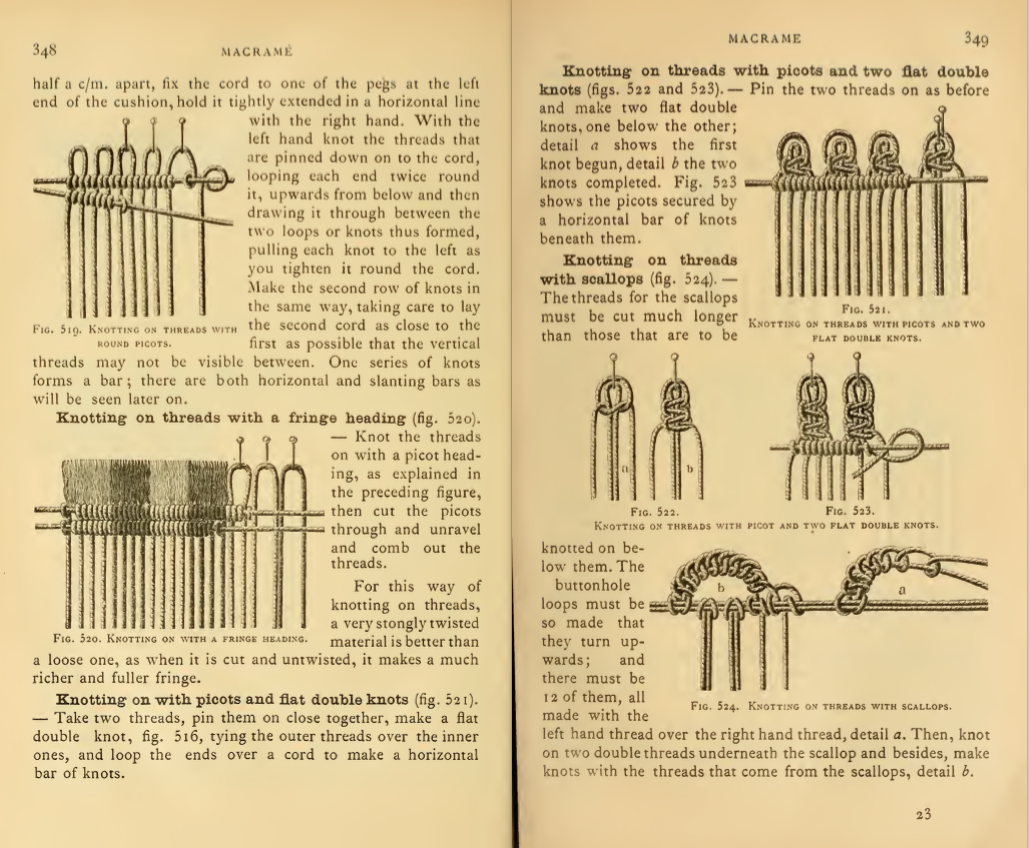 348
MACRAMÉ
half a c/m. apart, fix the cord to one of the pegs at the left
end of the cushion, hold it tightly extended in a horizontal line
with the right hand. With the
left hand knot the threads that
are pinned down on to the cord,
looping each end twice round
it, upwards from below and then
drawing it through between the
two loops or knots thus formed,
pulling each knot to the left as
you tighten it round the cord.
Make the second row of knots in
the same way, taking care to lay
the second cord as close to the
first as possible that the vertical
FIG. 519. KNOTTING ON THREADS WITH
ROUND PICOTS.
threads may not be visible between. One series of knots
forms a bar; there are both horizontal and slanting bars as
will be seen later on.
Knotting on threads with a fringe heading (fig. 520).
— Knot the threads
on with a picot head-
ing, as explained in
the preceding figure,
then cut the picots
through and unravel
and comb out the
threads.
For this way of
knotting on threads,
a very stongly twisted
material is better than
FIG. 520. KNOTTING ON WITH A FRINGE HEADING.
a loose one, as when it is cut and untwisted, it makes a much
richer and fuller fringe.
Knotting on with picots and flat double knots (fig. 521).
— Take two threads, pin them on close together, make a flat
double knot, fig. 516, tying the outer threads over the inner
ones, and loop the ends over a cord to make a horizontal
bar of knots.
MACRAME
349
Knotting on threads with picots and two flat double
knots (figs. 522 and 523). — Pin the two threads on as before
and make two flat double
knots, one below the other;
detail a shows the first
knot begun, detail b the two
knots completed. Fig. 523
shows the picots secured by
a horizontal bar of knots
beneath them.
Knotting on threads
with scallops (fig. 524). —
The threads for the scallops
must be cut much longer
than those that are to be
FIG. 521.
KNOTTING ON THREADS WITH PICOTS AND TWO
FLAT DOUBLE KNOTS.
a
b
FIG. 522.
FIG. 523.
KNOTTING ON THREADS WITH PICOT AND TWO FLAT DOUBLE KNOTS.
knotted on be-
low them. The
buttonhole
loops must be
so made that
they turn up-
wards; and
there must be
12 of them, all
made with the
b
a
FIG. 524. KNOTTING ON THREADS WITH SCALLOPS.
left hand thread over the right hand thread, detail a. Then, knot
on two double threads underneath the scallop and besides, make
knots with the threads that come from the scallops, detail b.
23